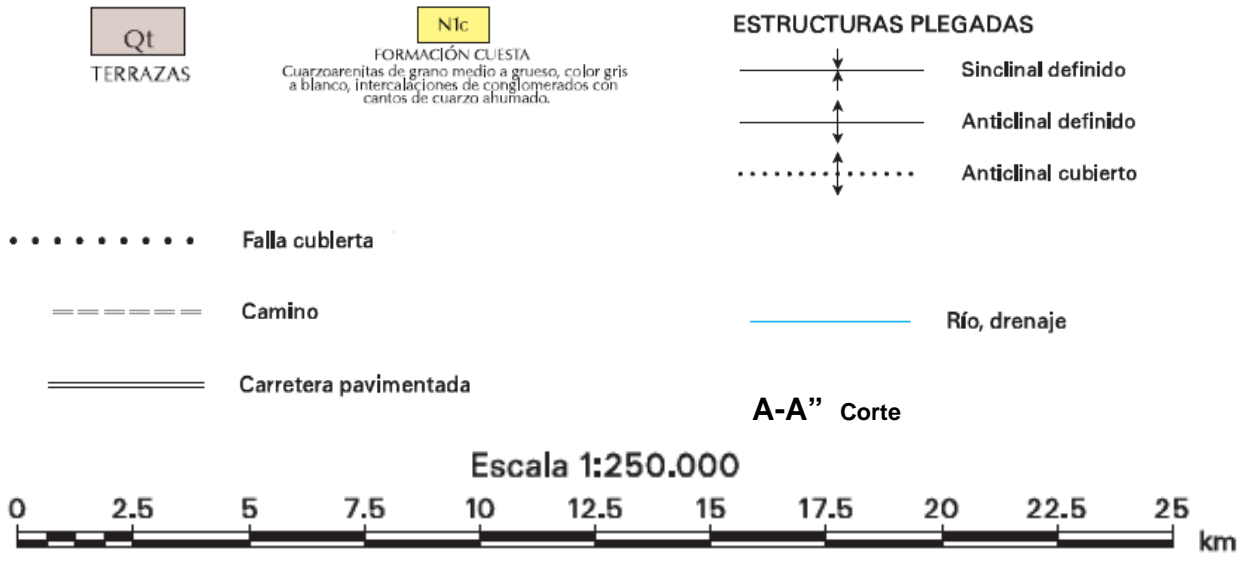 Qt
TERRAZAS
N1c
FORMACIÓN CUESTA
Cuarzoarenitas de grano medio a grueso, color gris
a blanco, intercalaciones de conglomerados con
cantos de cuarzo ahumado.
ESTRUCTURAS PLEGADAS
Sinclinal definido
Anticlinal definido
Anticlinal cubierto
Falla cubierta
Camino
Carretera pavimentada
Río, drenaje
A-A” Corte
Escala 1:250.000
0 2.5 5 7.5 10 12.5 15 17.5 20 22.5 25
km